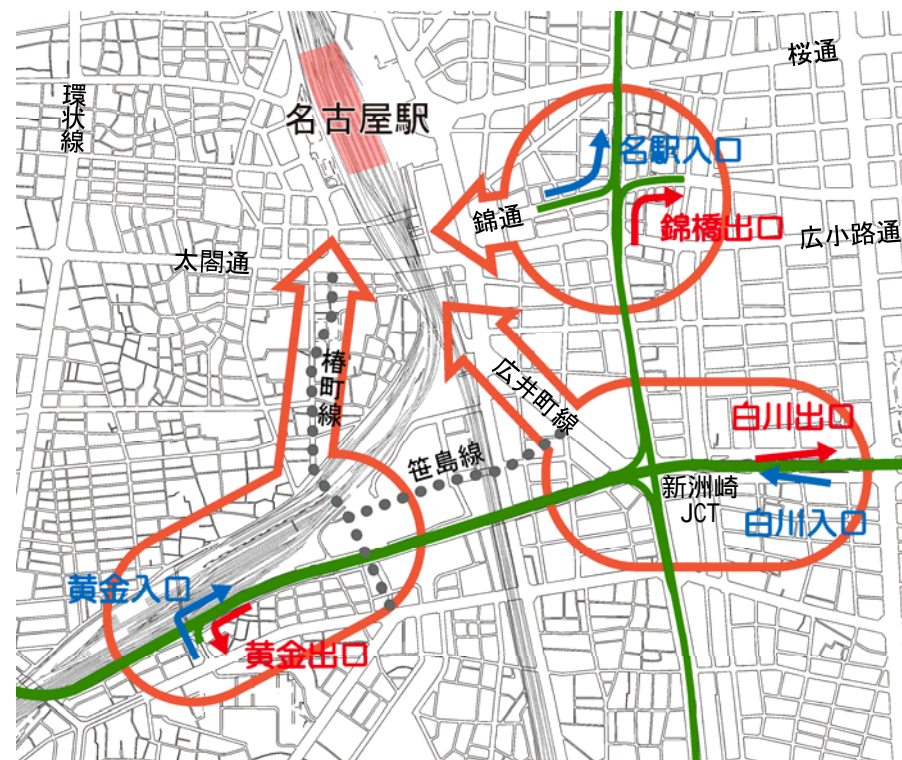 桜通
環状線
名古屋駅
名駅入口
錦通
錦橋出口
広小路通
太閤通
椿町線
広井町線
白川出口
笹島線
新洲崎
JCT
白川入口
黄金入口
黄金出口